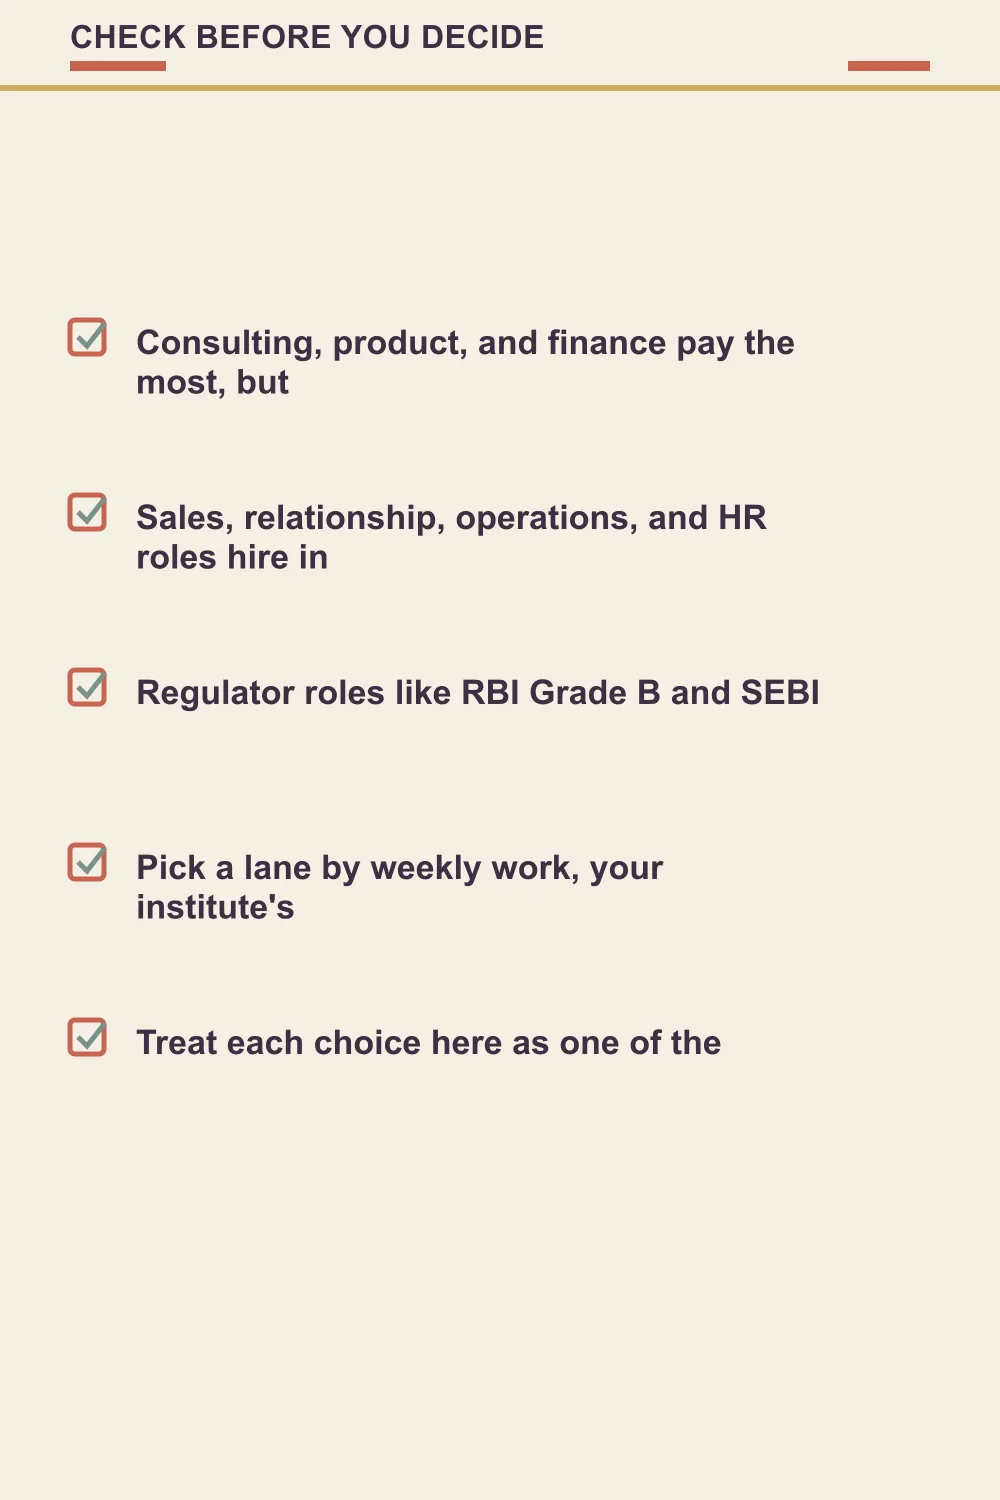 CHECK BEFORE YOU DECIDE
Consulting, product, and finance pay the
most, but
Sales, relationship, operations, and HR
roles hire in
Regulator roles like RBI Grade B and SEBI
Pick a lane by weekly work, your
institute's
Treat each choice here as one of the